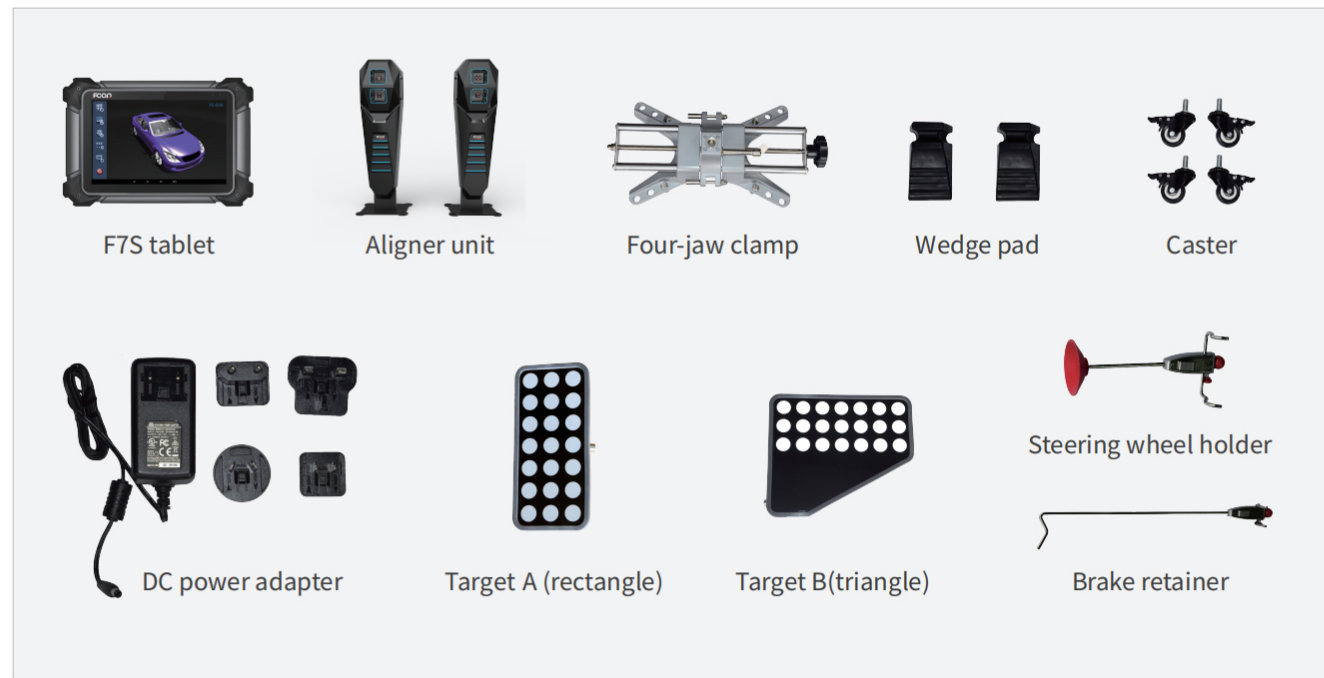 FCAR
F7S tablet
Aligner unit
Four-jaw clamp
Wedge pad
Caster
DC power adapter
Target A (rectangle)
Target B(triangle)
Steering wheel holder
Brake retainer